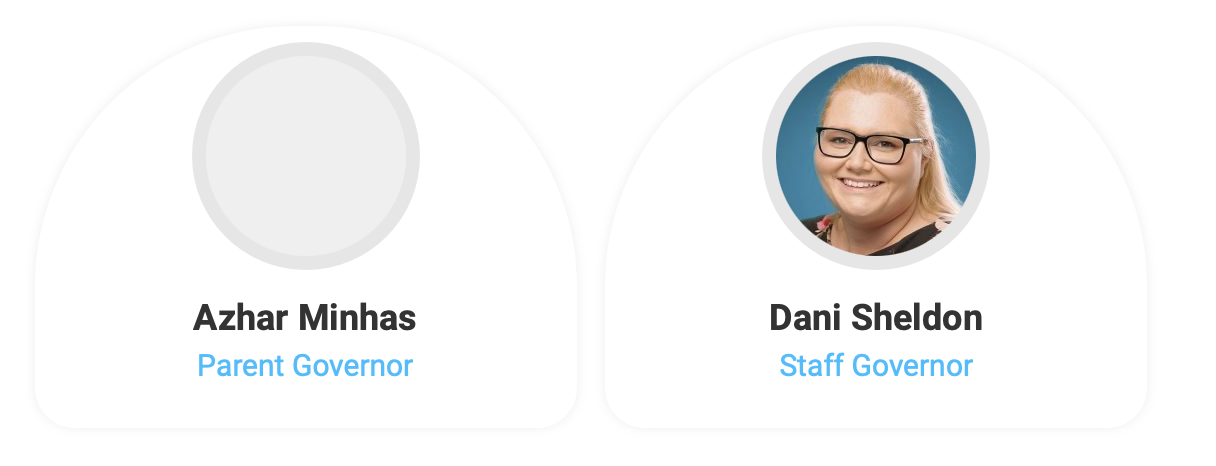 Azhar Minhas
Parent Governor
Dani Sheldon
Staff Governor